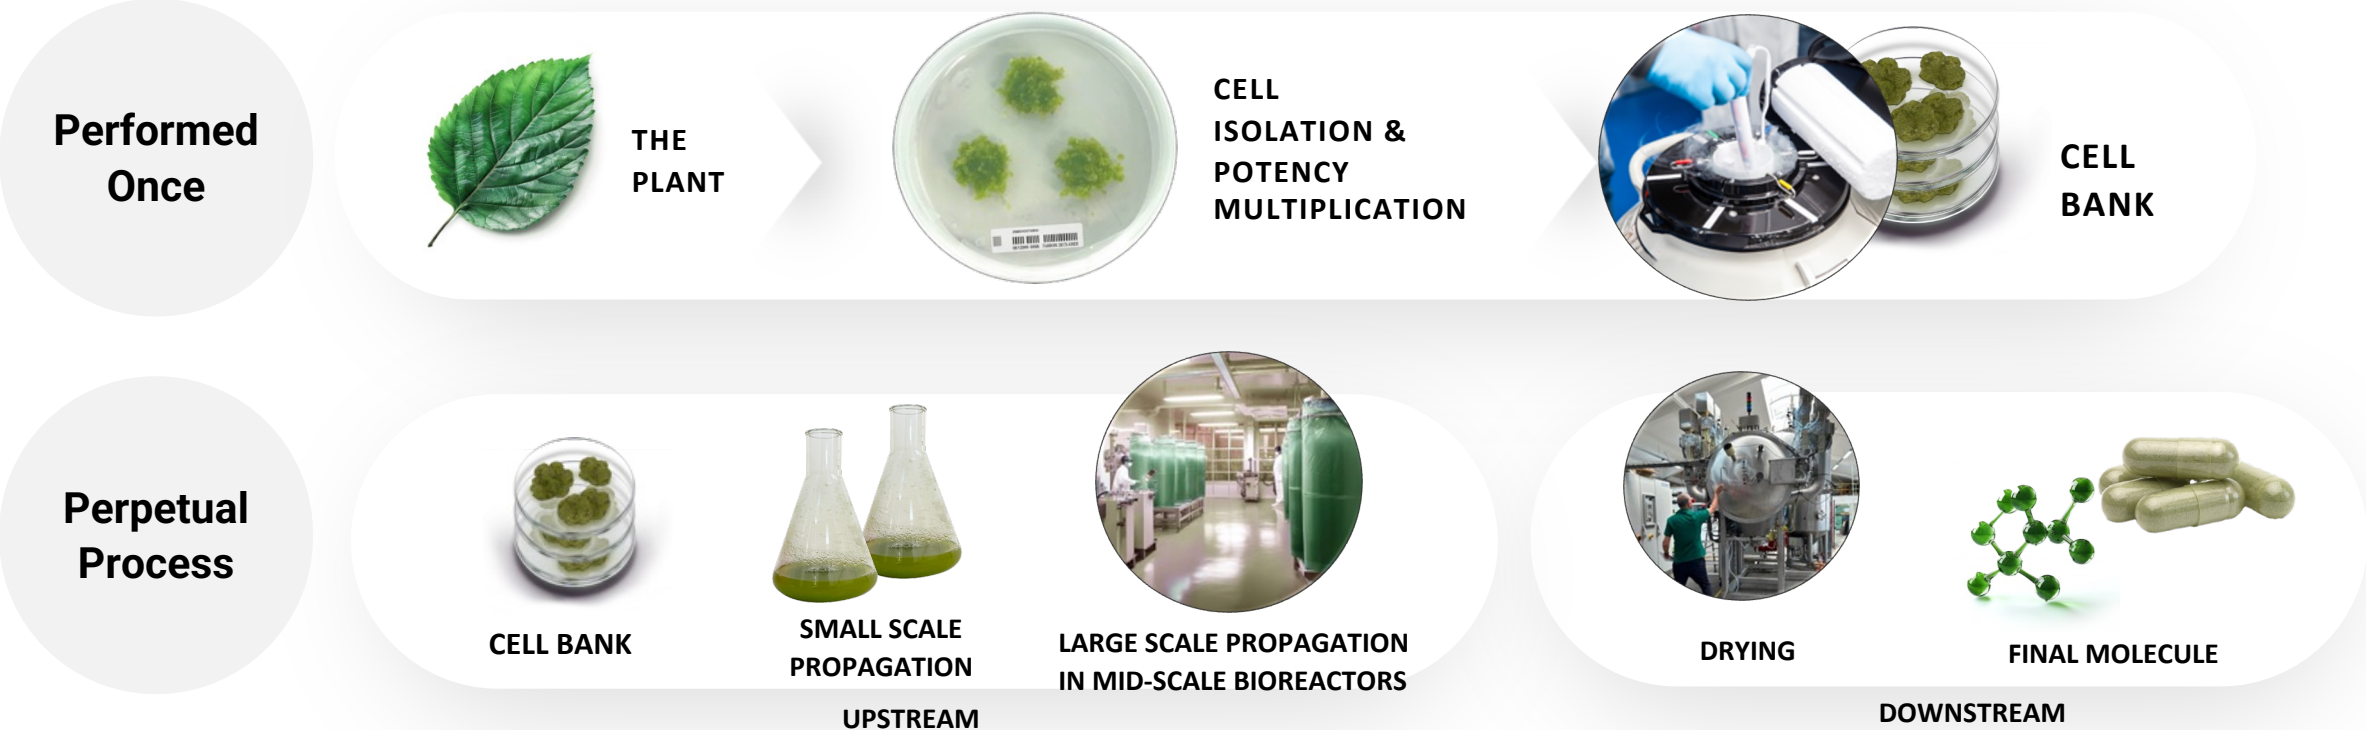 Performed
Once
THE
PLANT
CELL
ISOLATION &
POTENCY
MULTIPLICATION
CELL
BANK
Perpetual
Process
CELL BANK
SMALL SCALE
PROPAGATION
LARGE SCALE PROPAGATION
IN MID-SCALE BIOREACTORS
UPSTREAM
DRYING
FINAL MOLECULE
DOWNSTREAM